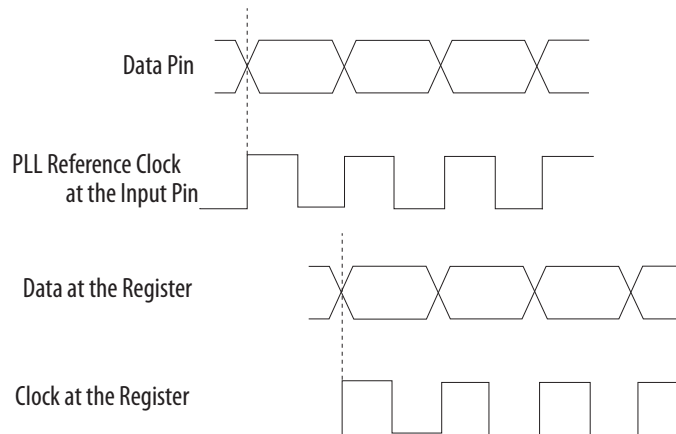 Data Pin
PLL Reference Clock
at the Input Pin
Data at the Register
Clock at the Register